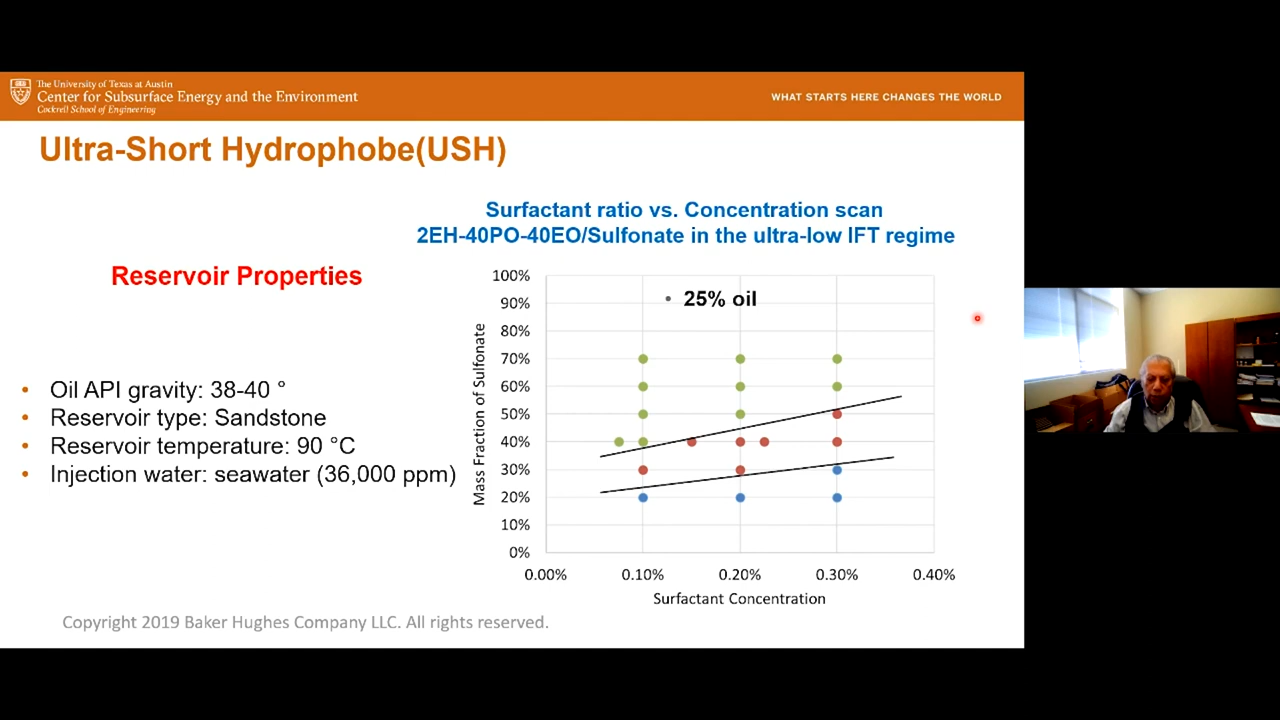 The University of Texas at Austin
Center for Subsurface Energy and the Environment
Cockrell School of Engineering
WHAT STARTS HERE CHANGES THE WORLD
Ultra-Short Hydrophobe(USH)
Surfactant ratio vs. Concentration scan
2EH-40PO-40EO/Sulfonate in the ultra-low IFT regime
Reservoir Properties
• Oil API gravity: 38-40 °
• Reservoir type: Sandstone
• Reservoir temperature: 90 °C
• Injection water: seawater (36,000 ppm)
Mass Fraction of Sulfonate
100%
90%
80%
70%
60%
50%
40%
30%
20%
10%
0%
• 25% oil
0.00% 0.10% 0.20% 0.30% 0.40%
Surfactant Concentration
Copyright 2019 Baker Hughes Company LLC. All rights reserved.